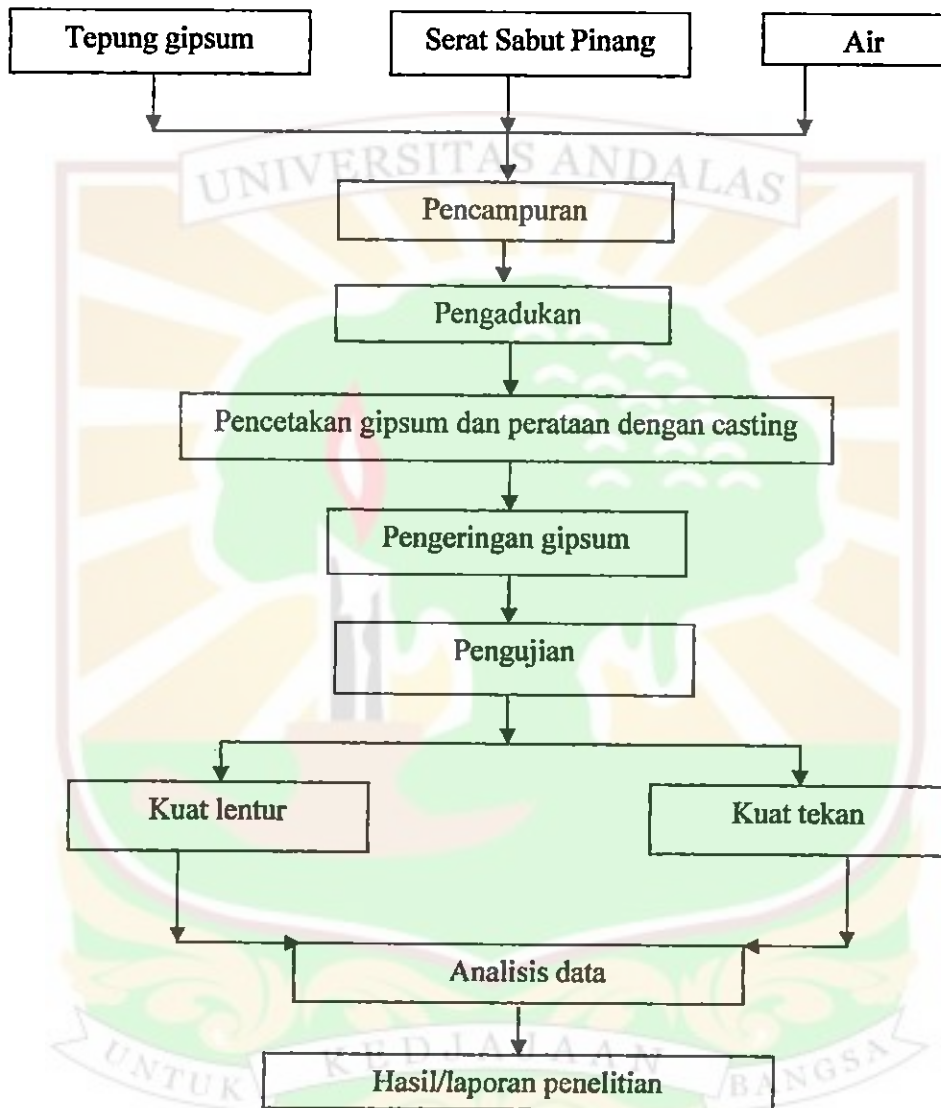 Tepung gipsum
Serat Sabut Pinang
Air
UNIVERSITAS ANDALAS
Pencampuran
Pengadukan
Pencetakan gipsum dan perataan dengan casting
Pengeringan gipsum
Pengujian
Kuat lentur
Kuat tekan
Analisis data
UNTUK KEDJAJAAN BANGSA
Hasil/laporan penelitian